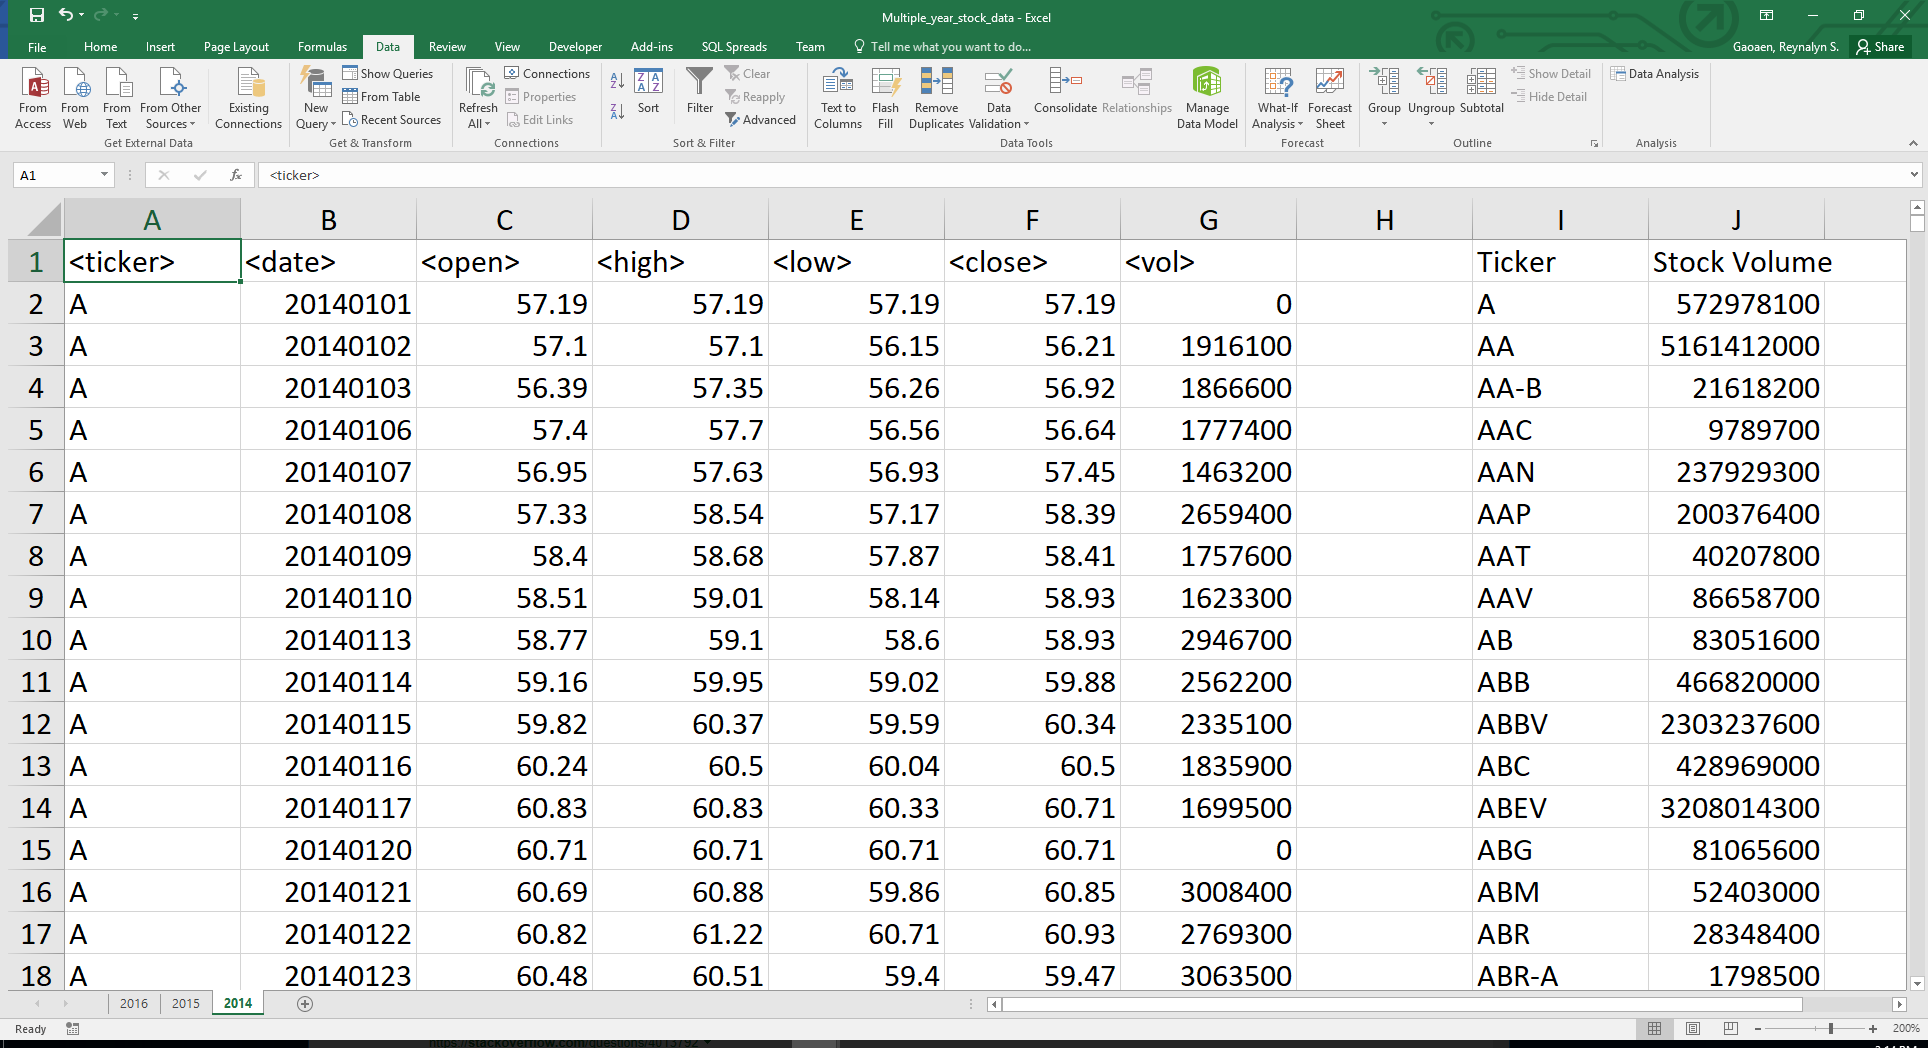 Multiple_year_stock_data - Excel
File Home Insert Page Layout Formulas Data Review View Developer Add-ins SQL Spreads Team Tell me what you want to do... Gaoaen, Reynalyn S. Share
From Access
From Web
From Text
From Other Sources
Get External Data
Existing Connections
New Query
Show Queries
From Table
Recent Sources
Get & Transform
Refresh All
Connections
Properties
Edit Links
Connections
Sort
Filter
Clear
Reapply
Advanced
Sort & Filter
Text to Columns
Flash Fill
Remove Duplicates
Data Validation
Consolidate
Relationships
Manage Data Model
Data Tools
What-If Analysis
Forecast Sheet
Forecast
Group
Ungroup
Subtotal
Show Detail
Hide Detail
Outline
Data Analysis
Analysis
A1 fx <ticker>
A B C D E F G H I J
1 <ticker> <date> <open> <high> <low> <close> <vol> Ticker Stock Volume
2 A 20140101 57.19 57.19 57.19 57.19 0 A 572978100
3 A 20140102 57.1 57.1 56.15 56.21 1916100 AA 5161412000
4 A 20140103 56.39 57.35 56.26 56.92 1866600 AA-B 21618200
5 A 20140106 57.4 57.7 56.56 56.64 1777400 AAC 9789700
6 A 20140107 56.95 57.63 56.93 57.45 1463200 AAN 237929300
7 A 20140108 57.33 58.54 57.17 58.39 2659400 AAP 200376400
8 A 20140109 58.4 58.68 57.87 58.41 1757600 AAT 40207800
9 A 20140110 58.51 59.01 58.14 58.93 1623300 AAV 86658700
10 A 20140113 58.77 59.1 58.6 58.93 2946700 AB 83051600
11 A 20140114 59.16 59.95 59.02 59.88 2562200 ABB 466820000
12 A 20140115 59.82 60.37 59.59 60.34 2335100 ABBV 2303237600
13 A 20140116 60.24 60.5 60.04 60.5 1835900 ABC 428969000
14 A 20140117 60.83 60.83 60.33 60.71 1699500 ABEV 3208014300
15 A 20140120 60.71 60.71 60.71 60.71 0 ABG 81065600
16 A 20140121 60.69 60.88 59.86 60.85 3008400 ABM 52403000
17 A 20140122 60.82 61.22 60.71 60.93 2769300 ABR 28348400
18 A 20140123 60.48 60.51 59.4 59.47 3063500 ABR-A 1798500
2016 2015 2014
Ready 200%